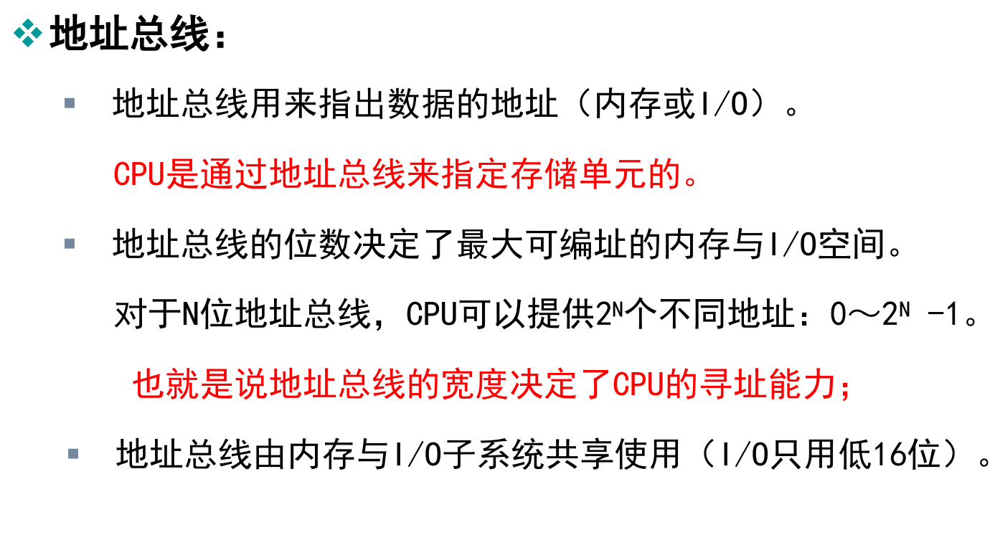 地址总线：
地址总线用来指出数据的地址（内存或I/O）。
CPU是通过地址总线来指定存储单元的。
地址总线的位数决定了最大可编址的内存与I/O空间。
对于N位地址总线，CPU可以提供2ᴺ个不同地址：0～2ᴺ -1。
也就是说地址总线的宽度决定了CPU的寻址能力；
地址总线由内存与I/O子系统共享使用（I/O只用低16位）。